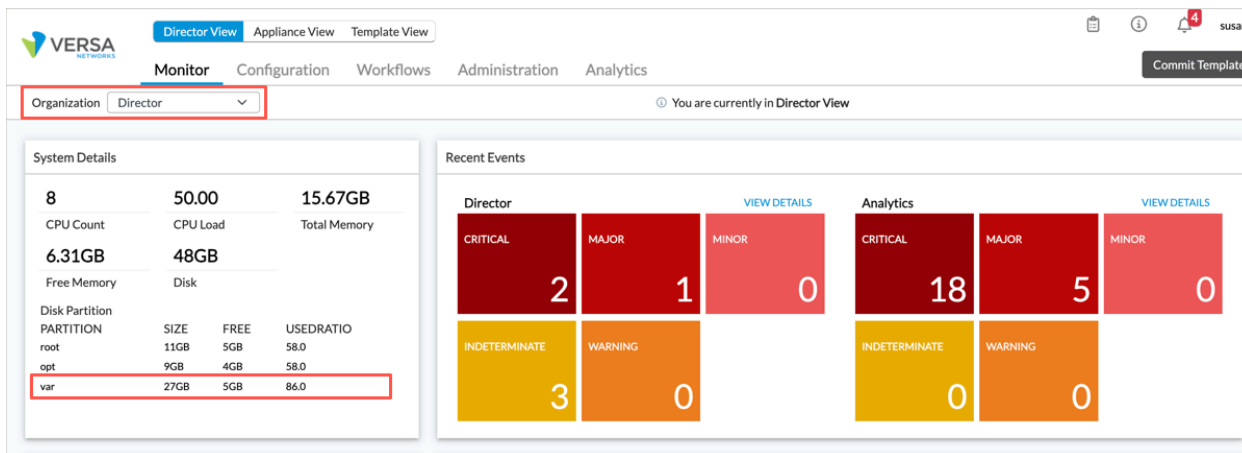 VERSA
NETWORKS
Director View Appliance View Template View
4
susa
Monitor Configuration Workflows Administration Analytics
Commit Template
Organization Director
You are currently in Director View
System Details
8 50.00 15.67GB
CPU Count CPU Load Total Memory
6.31GB 48GB
Free Memory Disk
Disk Partition
PARTITION SIZE FREE USEDRATIO
root 11GB 5GB 58.0
opt 9GB 4GB 58.0
var 27GB 5GB 86.0
Recent Events
Director VIEW DETAILS
CRITICAL MAJOR MINOR
2 1 0
INDETERMINATE WARNING
3 0
Analytics VIEW DETAILS
CRITICAL MAJOR MINOR
18 5 0
INDETERMINATE WARNING
0 0